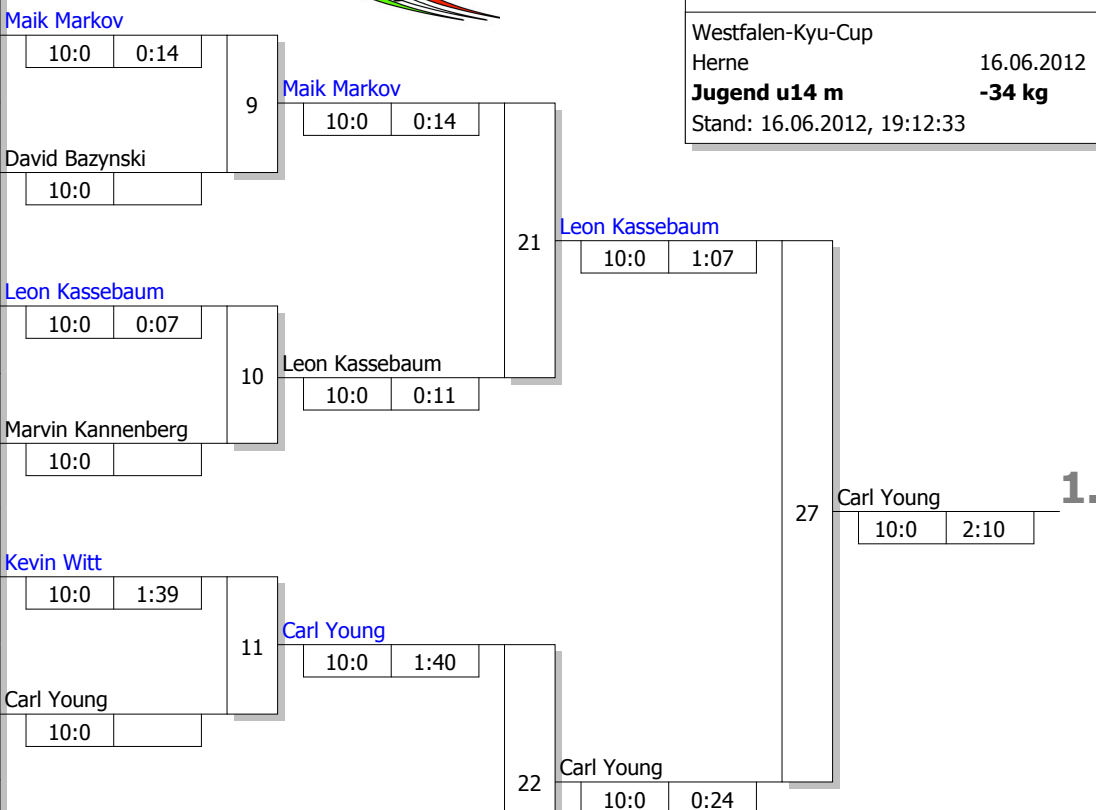 Maik Markov
10:0 0:14
9
David Bazynski
10:0
Maik Markov
10:0 0:14
Westfalen-Kyu-Cup
Herne 16.06.2012
Jugend u14 m -34 kg
Stand: 16.06.2012, 19:12:33
21
Leon Kassebaum
10:0 1:07
Leon Kassebaum
10:0 0:07
10
Marvin Kannenberg
10:0
Leon Kassebaum
10:0 0:11
27
Carl Young
10:0 2:10
1.
Kevin Witt
10:0 1:39
11
Carl Young
10:0
Carl Young
10:0 1:40
22
Carl Young
10:0 0:24